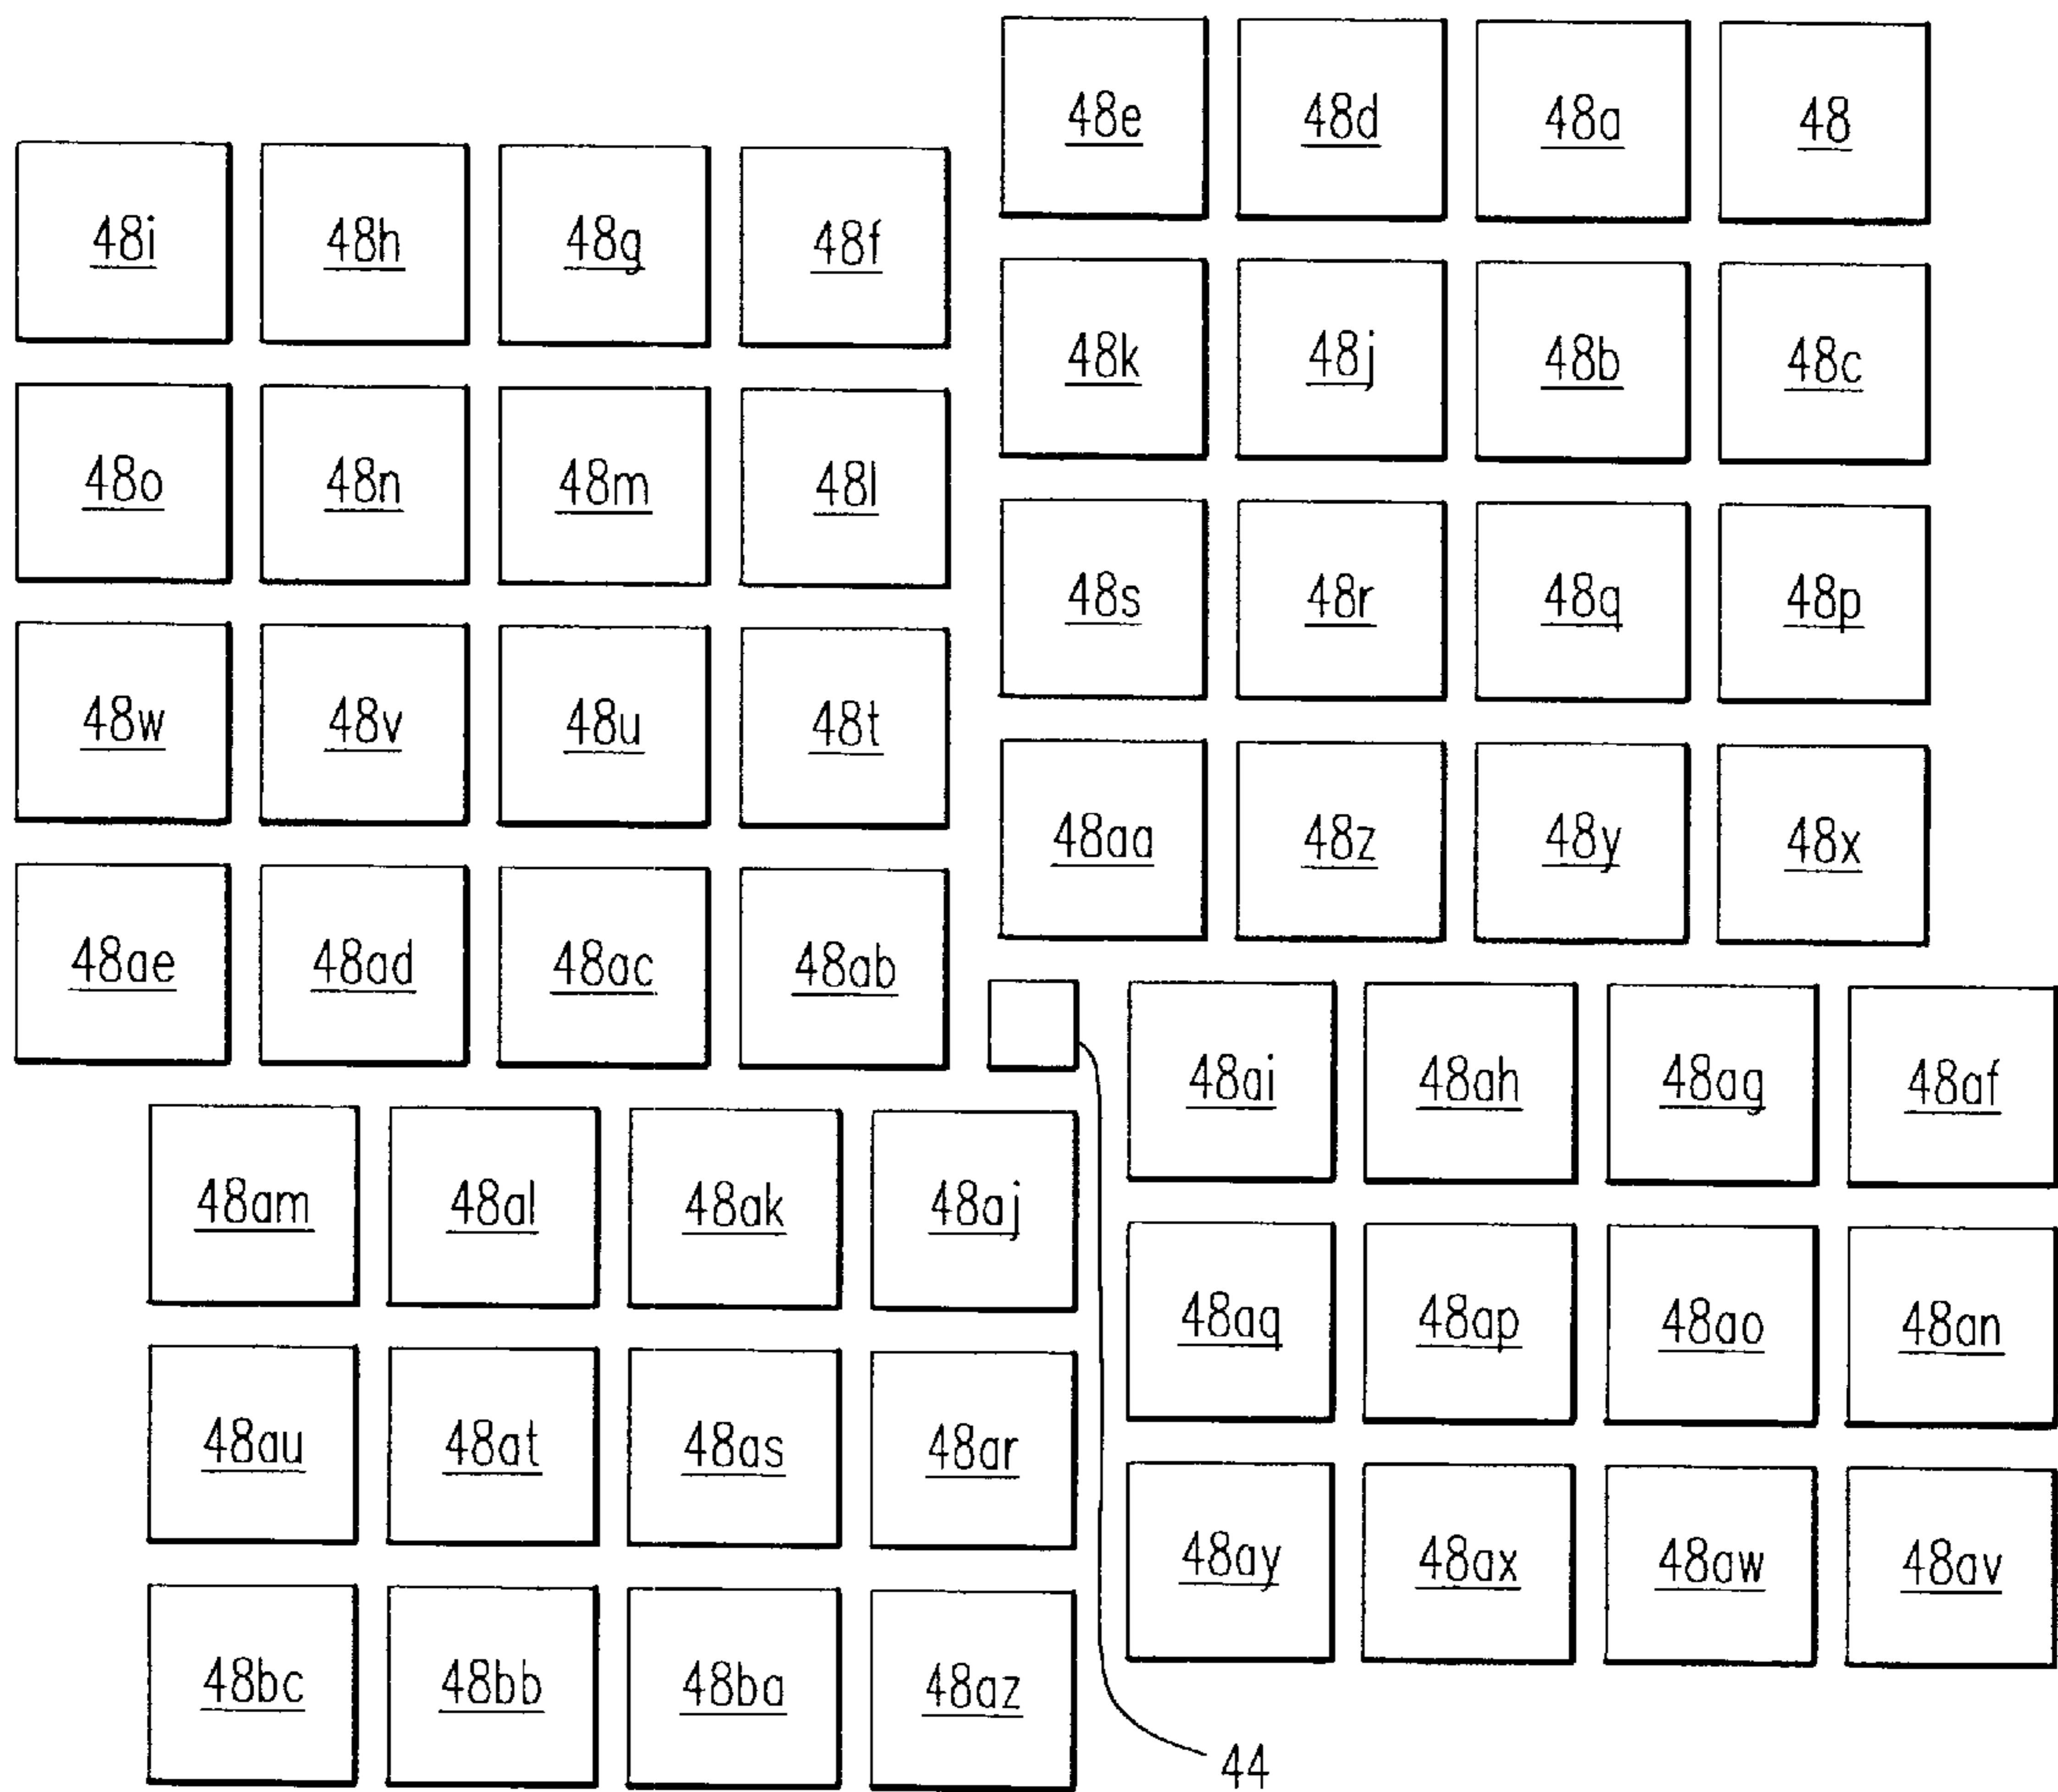 48e 48d 48a 48
48i 48h 48g 48f
48k 48j 48b 48c
48o 48n 48m 48l
48s 48r 48q 48p
48w 48v 48u 48t
48aa 48z 48y 48x
48ae 48ad 48ac 48ab
48ai 48ah 48ag 48af
48am 48al 48ak 48aj
48aq 48ap 48ao 48an
48au 48at 48as 48ar
48ay 48ax 48aw 48av
48bc 48bb 48ba 48az
44